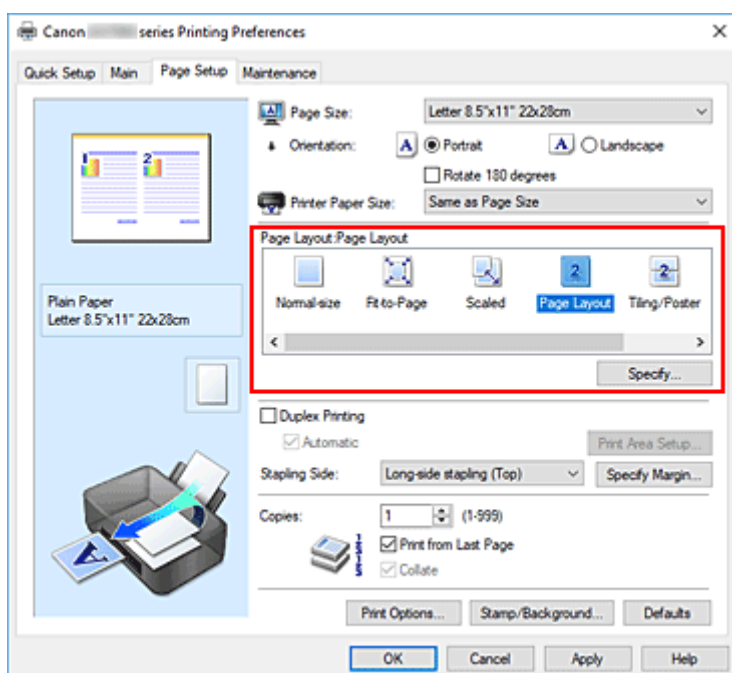 Canon series Printing Preferences
Quick Setup Main Page Setup Maintenance
1 2
Plain Paper
Letter 8.5"x11" 22x28cm
Page Size: Letter 8.5"x11" 22x28cm
Orientation: A Portrait A Landscape
Rotate 180 degrees
Printer Paper Size: Same as Page Size
Page Layout:Page Layout
2 2
Normal-size Fit-to-Page Scaled Page Layout Tiling/Poster
Specify...
Duplex Printing
Automatic Print Area Setup...
Stapling Side: Long-side stapling (Top) Specify Margin...
Copies: 1 (1-999)
Print from Last Page
Collate
A
Print Options... Stamp/Background... Defaults
OK Cancel Apply Help